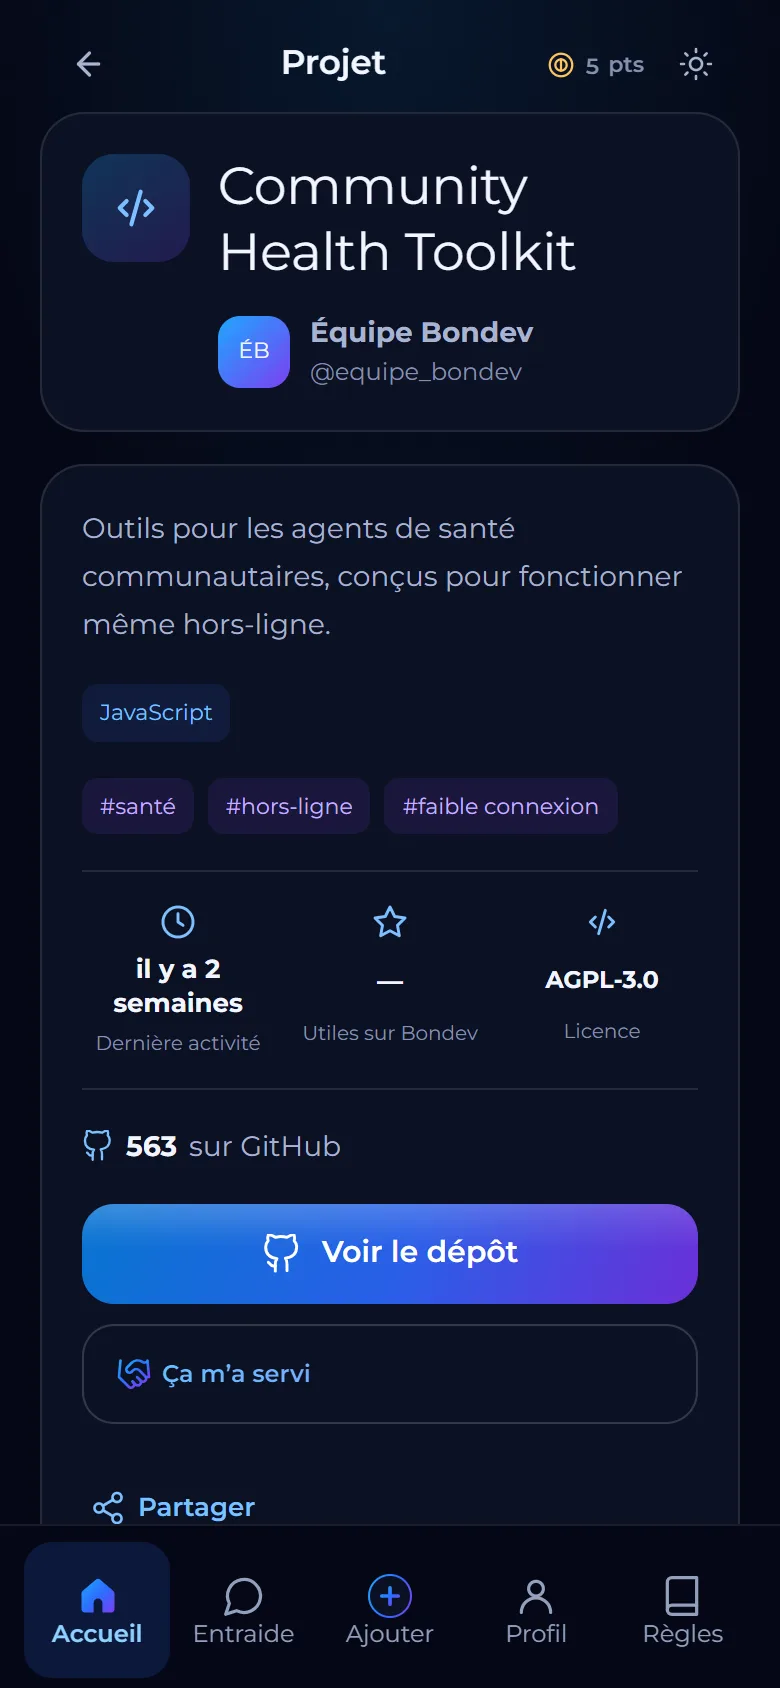 Projet
5 pts
Community
Health Toolkit
ÉB
Équipe Bondev
@equipe_bondev
Outils pour les agents de santé
communautaires, conçus pour fonctionner
même hors-ligne.
JavaScript
#santé #hors-ligne #faible connexion
il y a 2
semaines
Dernière activité
—
Utiles sur Bondev
AGPL-3.0
Licence
563 sur GitHub
Voir le dépôt
Ça m’a servi
Partager
Accueil Entraide Ajouter Profil Règles